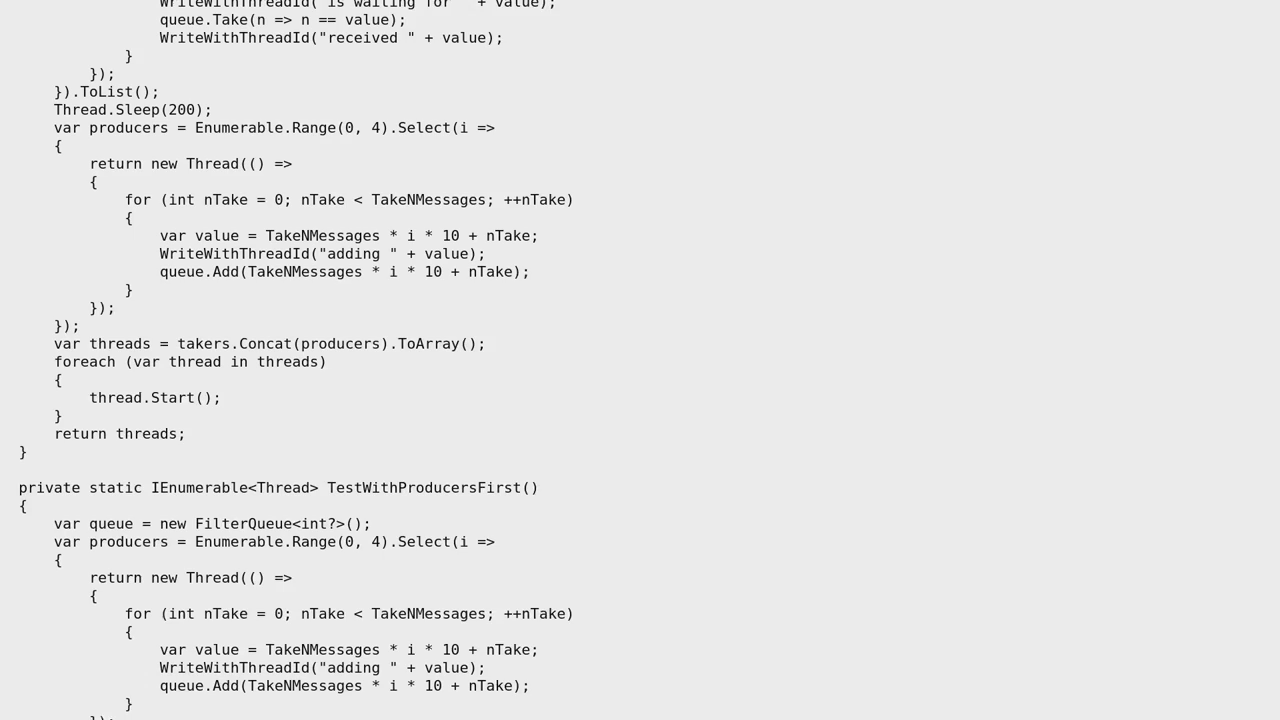 WriteWithThreadId("is waiting for " + value);
queue.Take(n => n == value);
WriteWithThreadId("received " + value);
}
});
}).ToList();
Thread.Sleep(200);
var producers = Enumerable.Range(0, 4).Select(i =>
{
return new Thread(() =>
{
for (int nTake = 0; nTake < TakeNMessages; ++nTake)
{
var value = TakeNMessages * i * 10 + nTake;
WriteWithThreadId("adding " + value);
queue.Add(TakeNMessages * i * 10 + nTake);
}
});
});
var threads = takers.Concat(producers).ToArray();
foreach (var thread in threads)
{
thread.Start();
}
return threads;
}
private static IEnumerable<Thread> TestWithProducersFirst()
{
var queue = new FilterQueue<int?>();
var producers = Enumerable.Range(0, 4).Select(i =>
{
return new Thread(() =>
{
for (int nTake = 0; nTake < TakeNMessages; ++nTake)
{
var value = TakeNMessages * i * 10 + nTake;
WriteWithThreadId("adding " + value);
queue.Add(TakeNMessages * i * 10 + nTake);
}
});